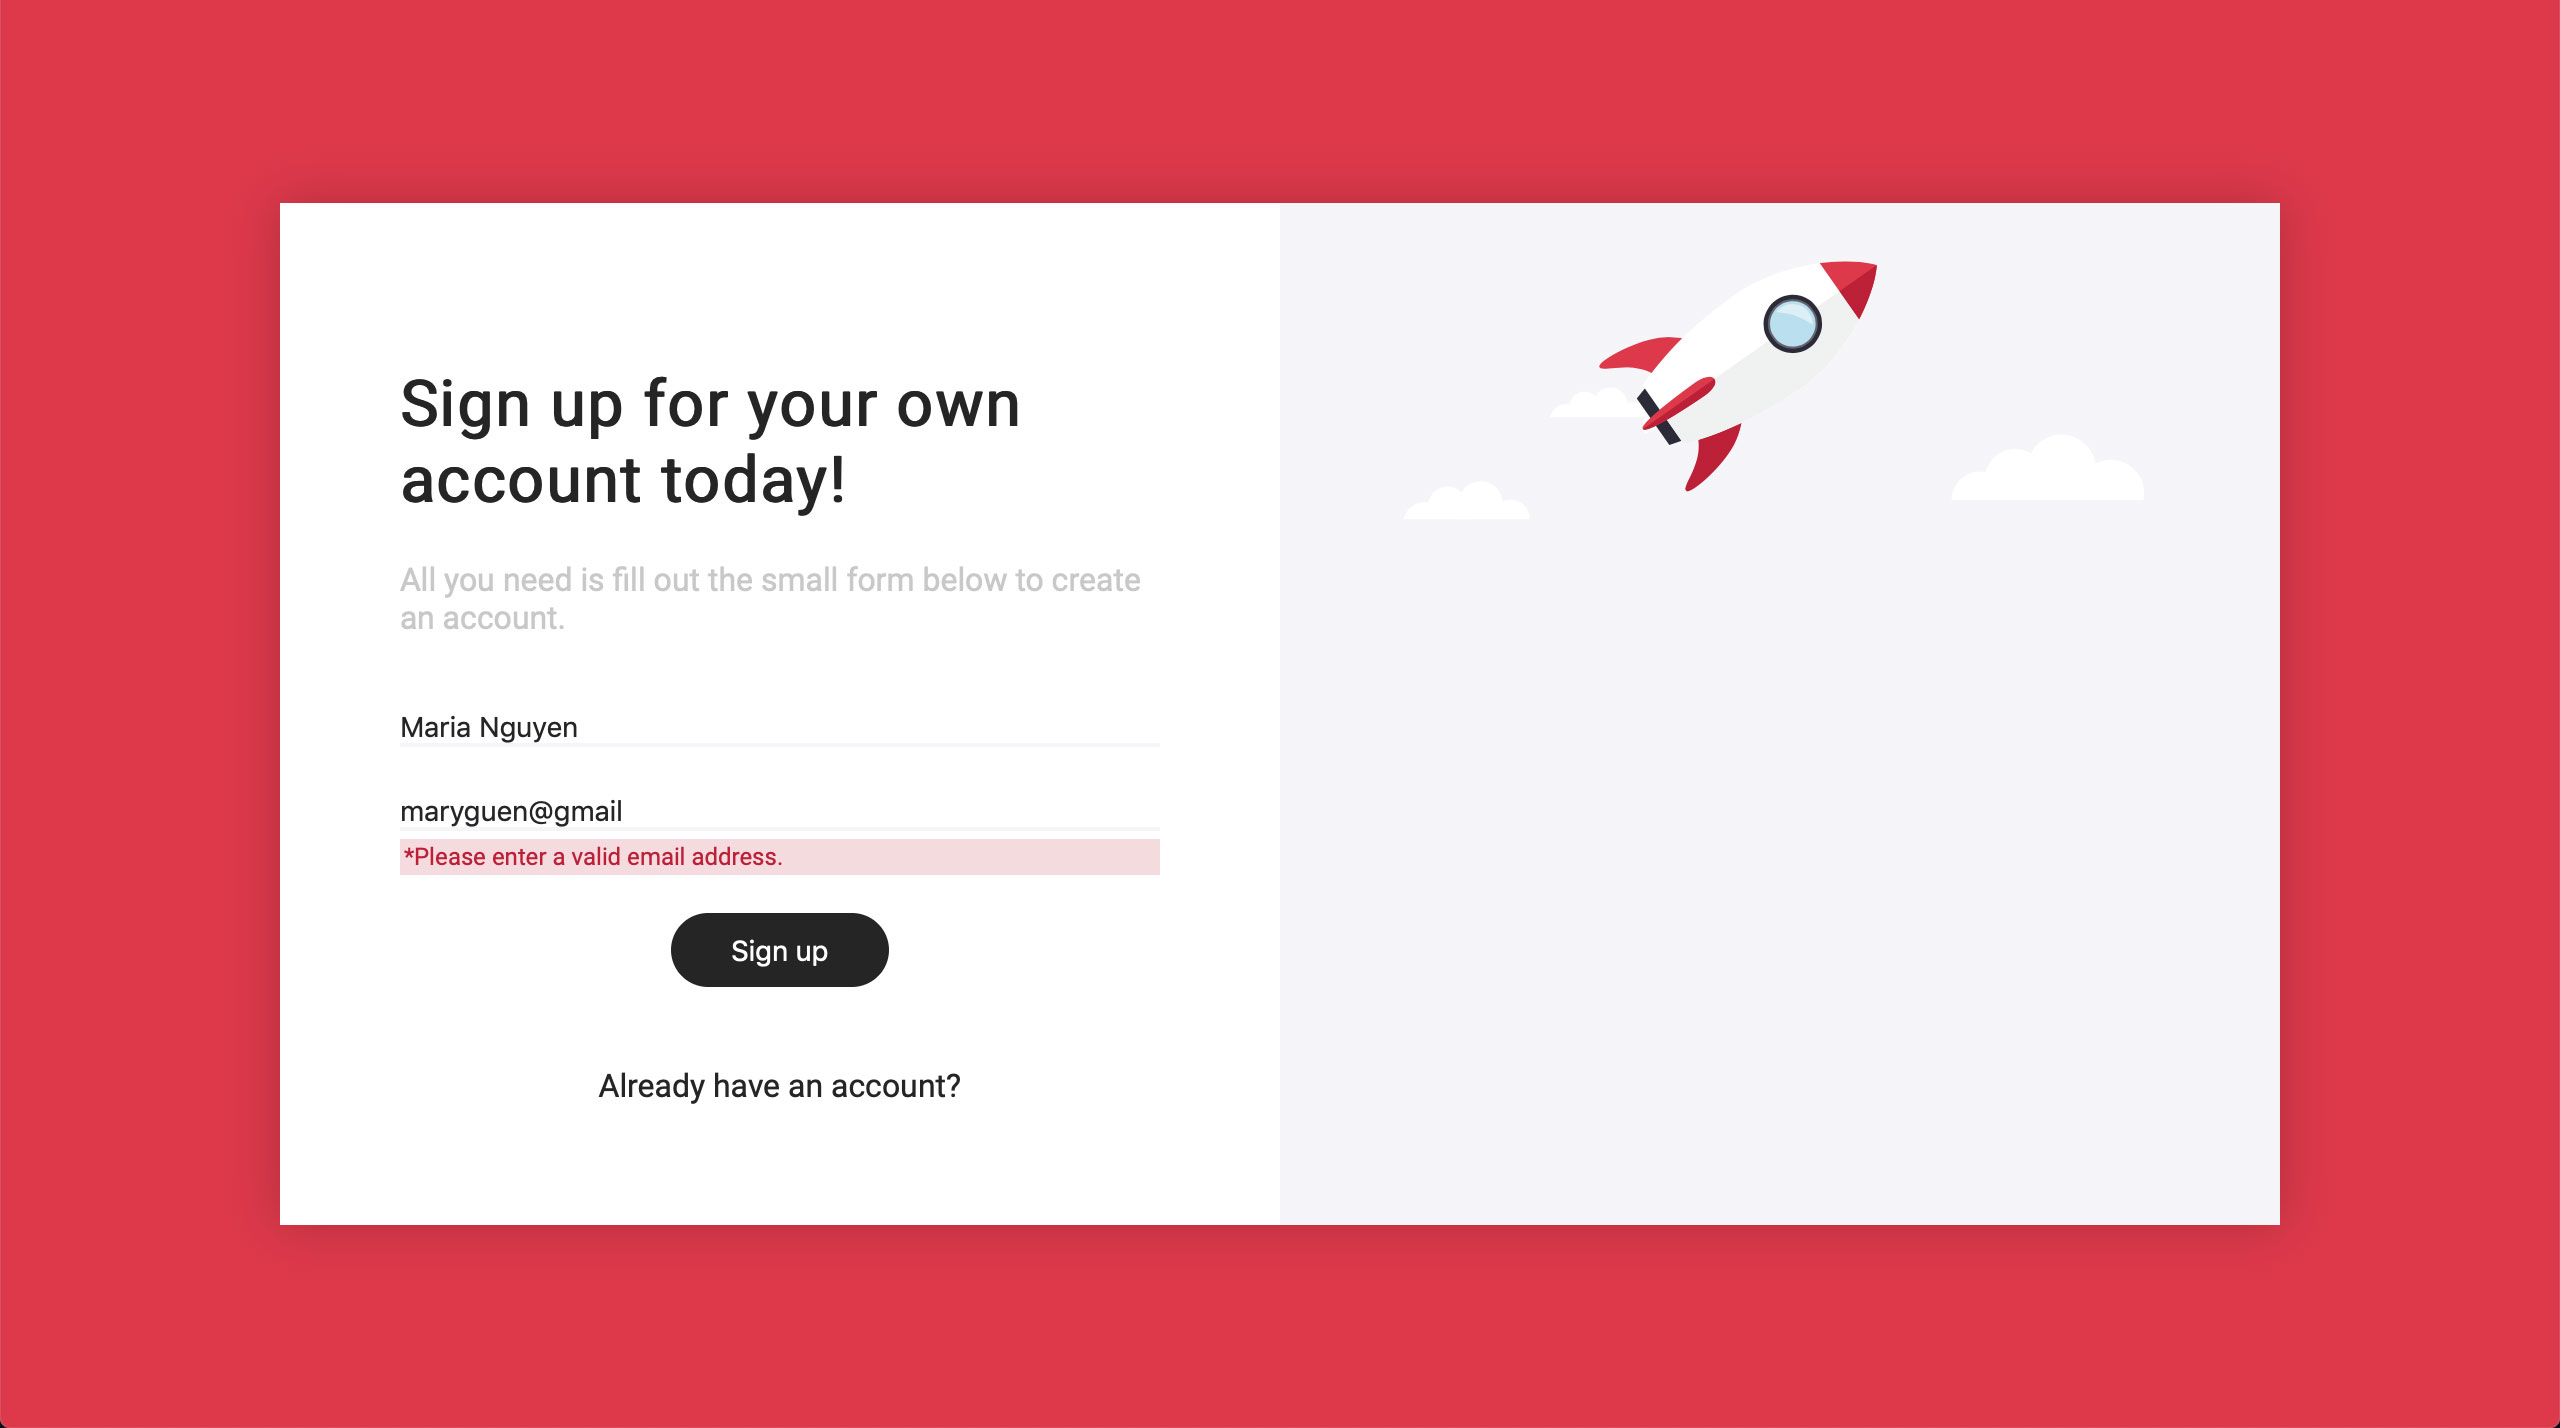 Sign up for your own
account today!
All you need is fill out the small form below to create
an account.
Maria Nguyen
maryguen@gmail
*Please enter a valid email address.
Sign up
Already have an account?